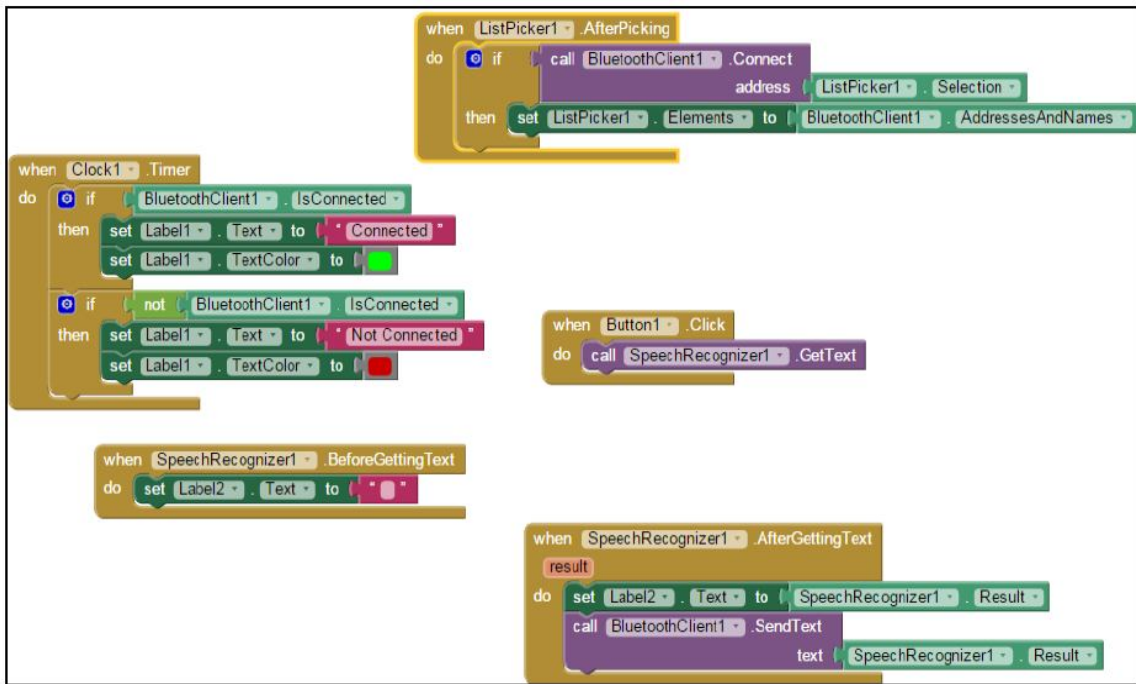 when ListPicker1 .AfterPicking
do if call BluetoothClient1 .Connect
address ListPicker1 . Selection
then set ListPicker1 . Elements to BluetoothClient1 . AddressesAndNames
when Clock1 .Timer
do if BluetoothClient1 . IsConnected
then set Label1 . Text to " Connected "
set Label1 . TextColor to
if not BluetoothClient1 . IsConnected
then set Label1 . Text to " Not Connected "
set Label1 . TextColor to
when Button1 .Click
do call SpeechRecognizer1 .GetText
when SpeechRecognizer1 .BeforeGettingText
do set Label2 . Text to " "
when SpeechRecognizer1 .AfterGettingText
result
do set Label2 . Text to SpeechRecognizer1 . Result
call BluetoothClient1 .SendText
text SpeechRecognizer1 . Result